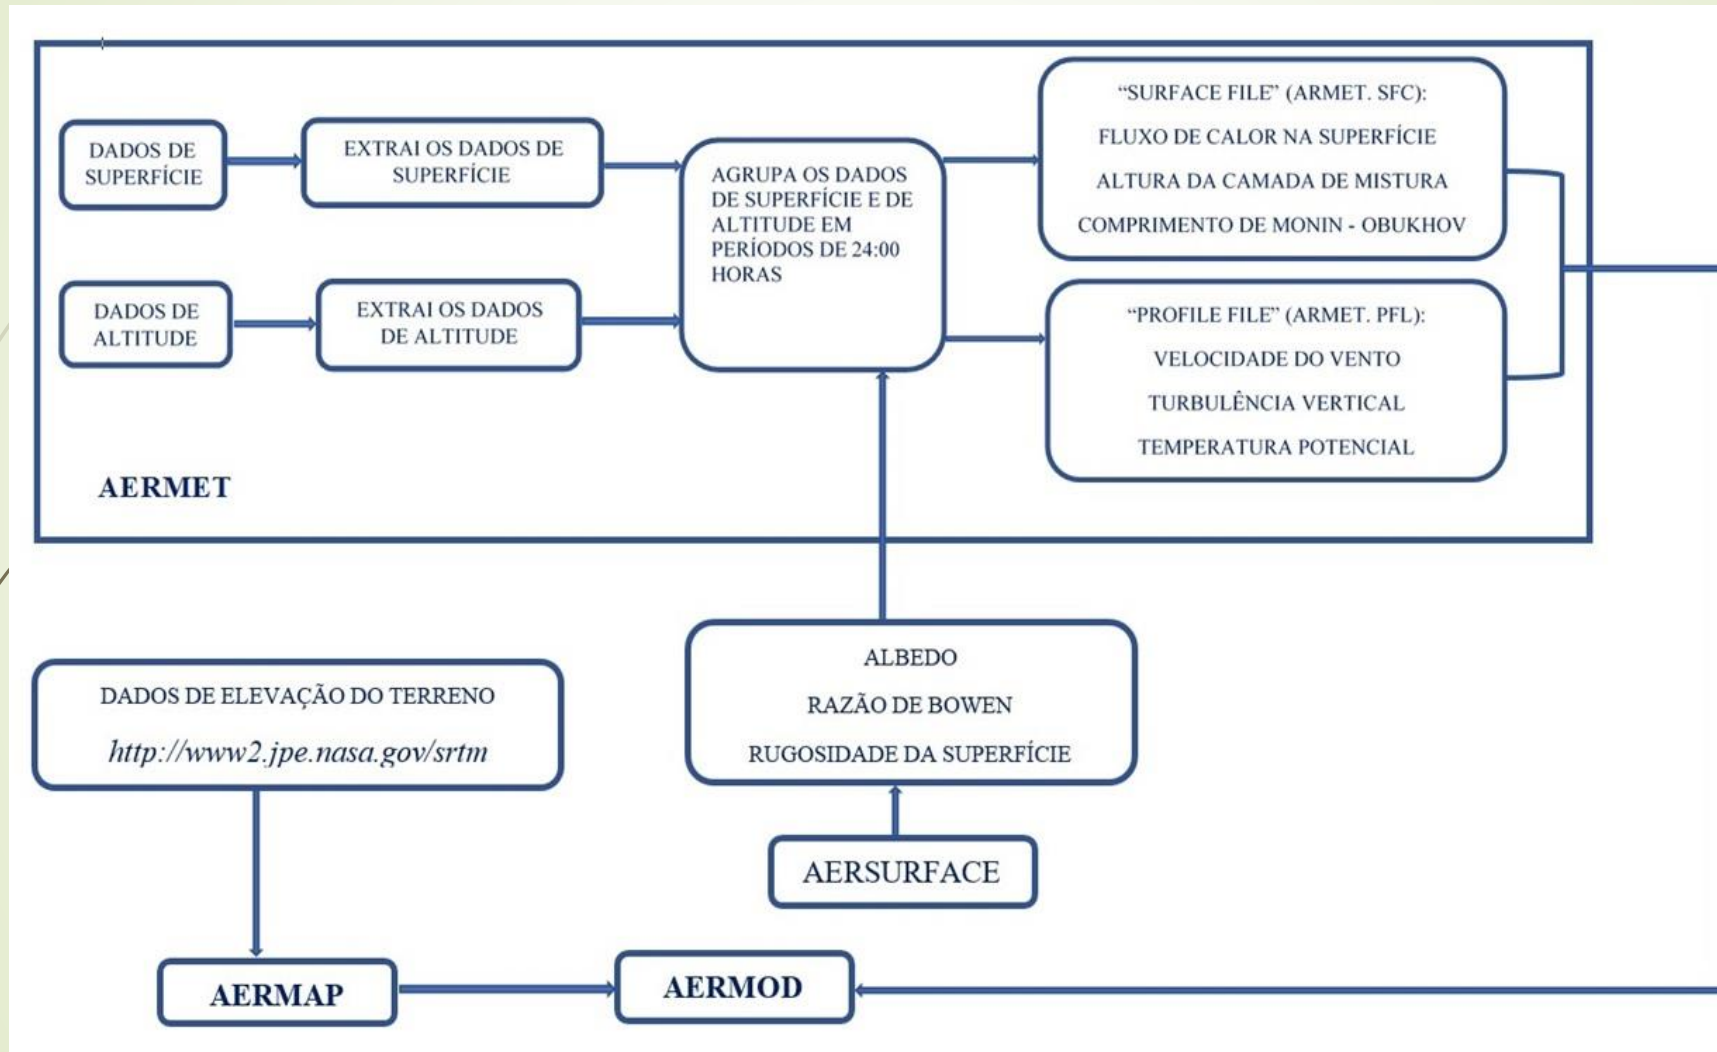 DADOS DE
SUPERFÍCIE
EXTRAI OS DADOS DE
SUPERFÍCIE
AGRUPA OS DADOS
DE SUPERFÍCIE E DE
ALTITUDE EM
PERÍODOS DE 24:00
HORAS
“SURFACE FILE” (ARMET. SFC):
FLUXO DE CALOR NA SUPERFÍCIE
ALTURA DA CAMADA DE MISTURA
COMPRIMENTO DE MONIN - OBUKHOV
DADOS DE
ALTITUDE
EXTRAI OS DADOS
DE ALTITUDE
“PROFILE FILE” (ARMET. PFL):
VELOCIDADE DO VENTO
TURBULÊNCIA VERTICAL
TEMPERATURA POTENCIAL
AERMET
DADOS DE ELEVAÇÃO DO TERRENO
http://www2.jpe.nasa.gov/srtm
ALBEDO
RAZÃO DE BOWEN
RUGOSIDADE DA SUPERFÍCIE
AERSURFACE
AERMAP
AERMOD